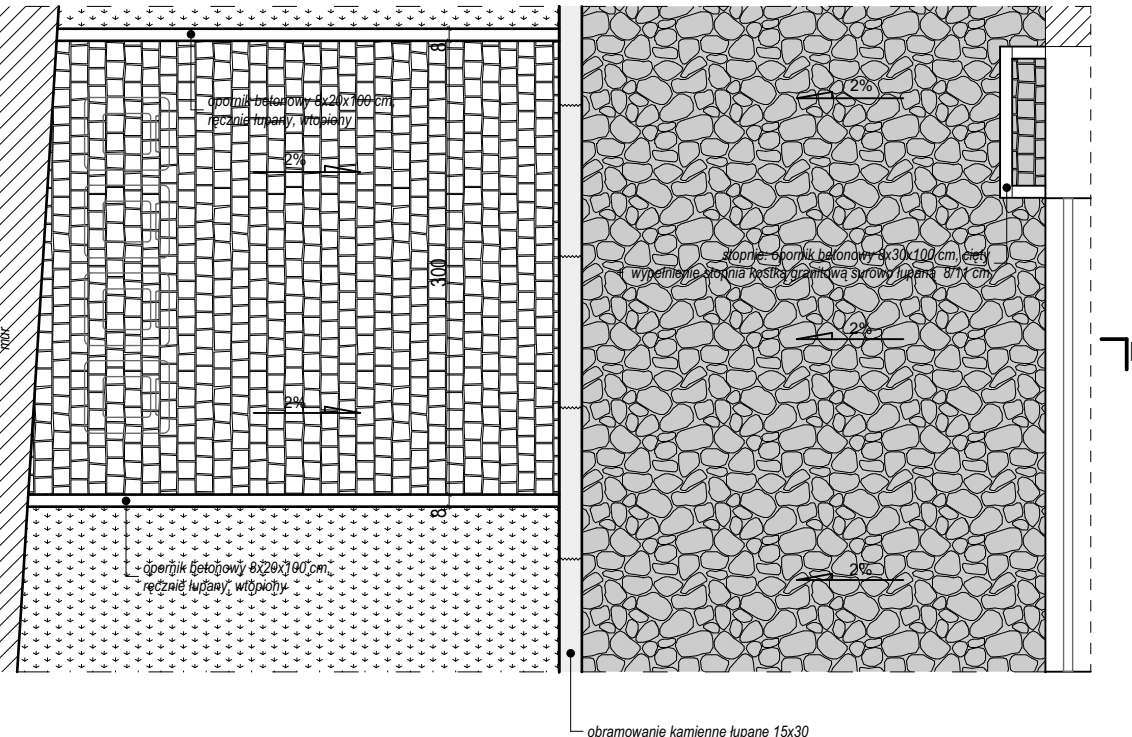 8
opornik betonowy 8x20x100 cm,
ręcznie łupany, wtopiony
2%
2%
300
stopnie: opornik betonowy 8x30x100 cm, cięty
+ wypełnienie stopnia kostką granitową surowo łupaną 8/11 cm,
mur
2%
2%
8
opornik betonowy 8x20x100 cm,
ręcznie łupany, wtopiony
2%
obramowanie kamienne łupane 15x30